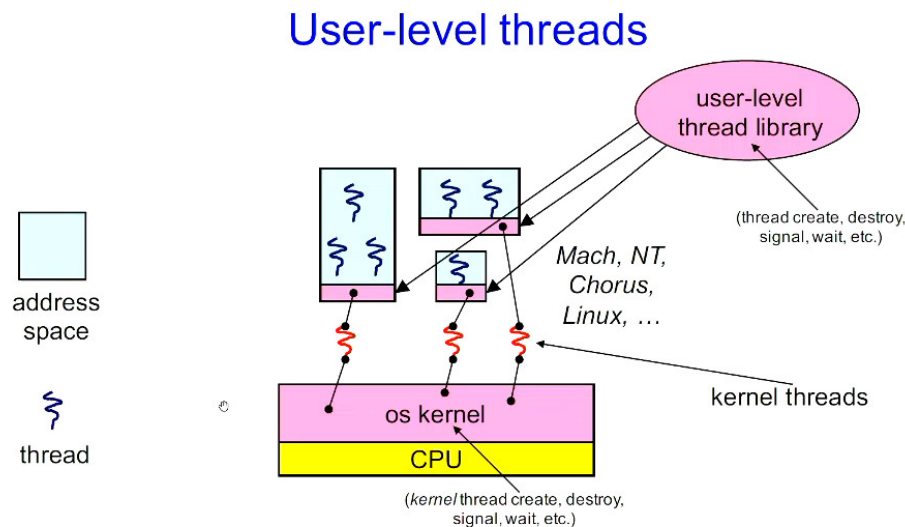 User-level threads
user-level
thread library
(thread create, destroy,
signal, wait, etc.)
address
space
Mach, NT,
Chorus,
Linux, …
thread
kernel threads
os kernel
CPU
(kernel thread create, destroy,
signal, wait, etc.)